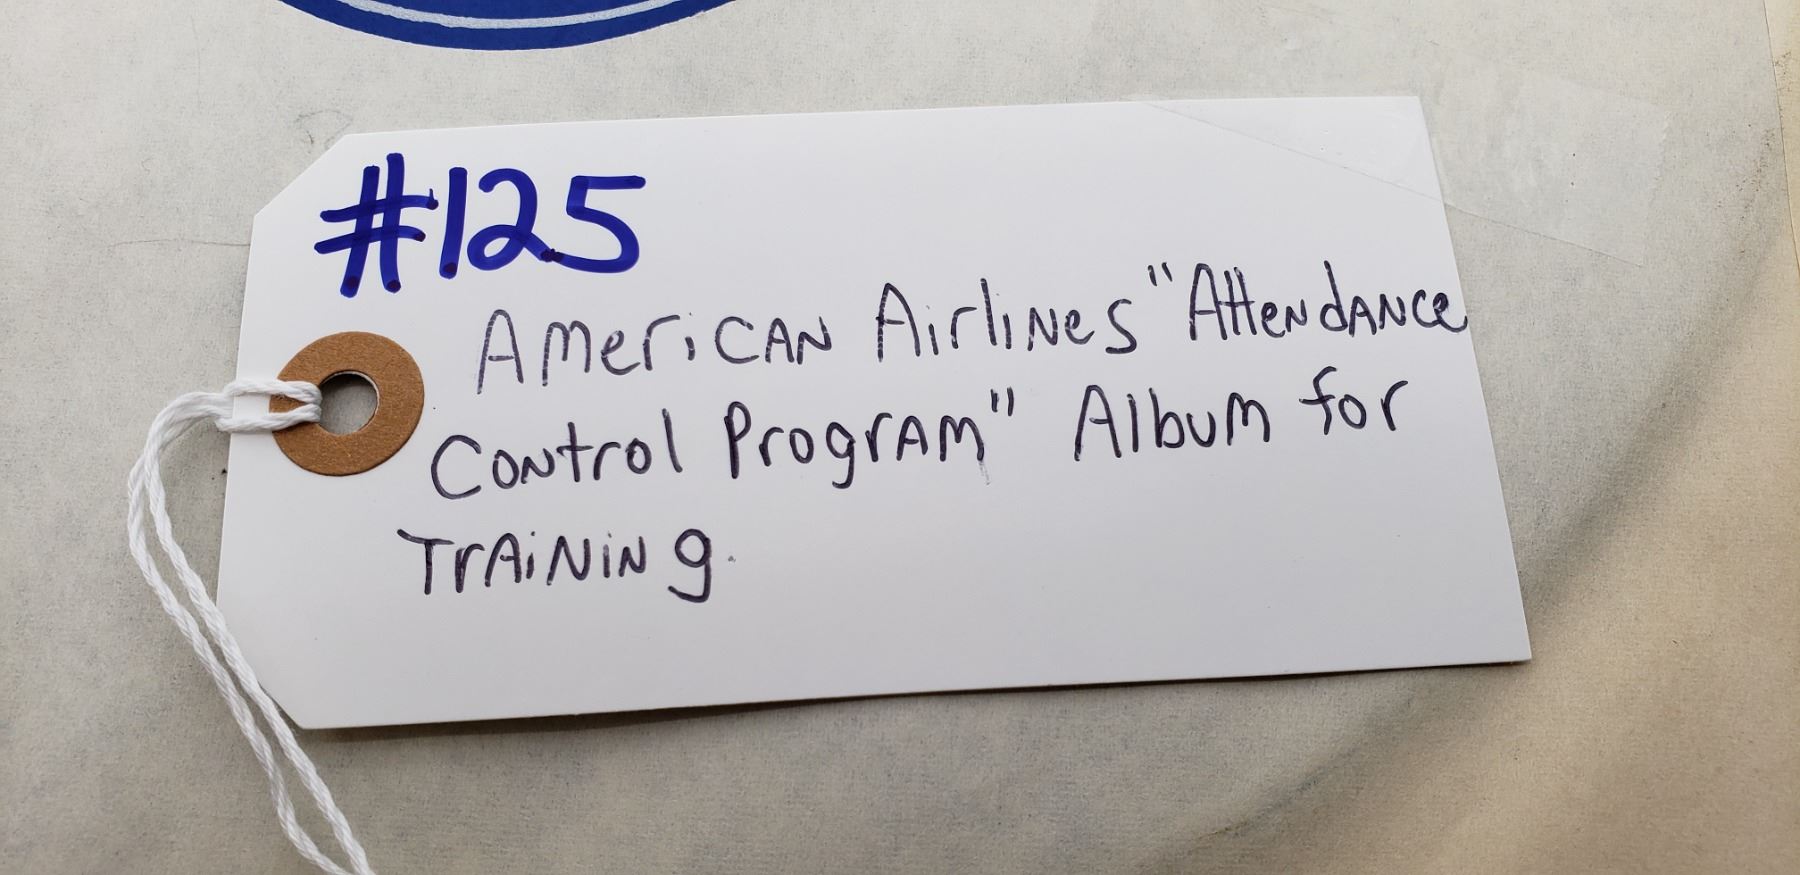 #125
American Airlines "Attendance
Control Program" Album for
Training.